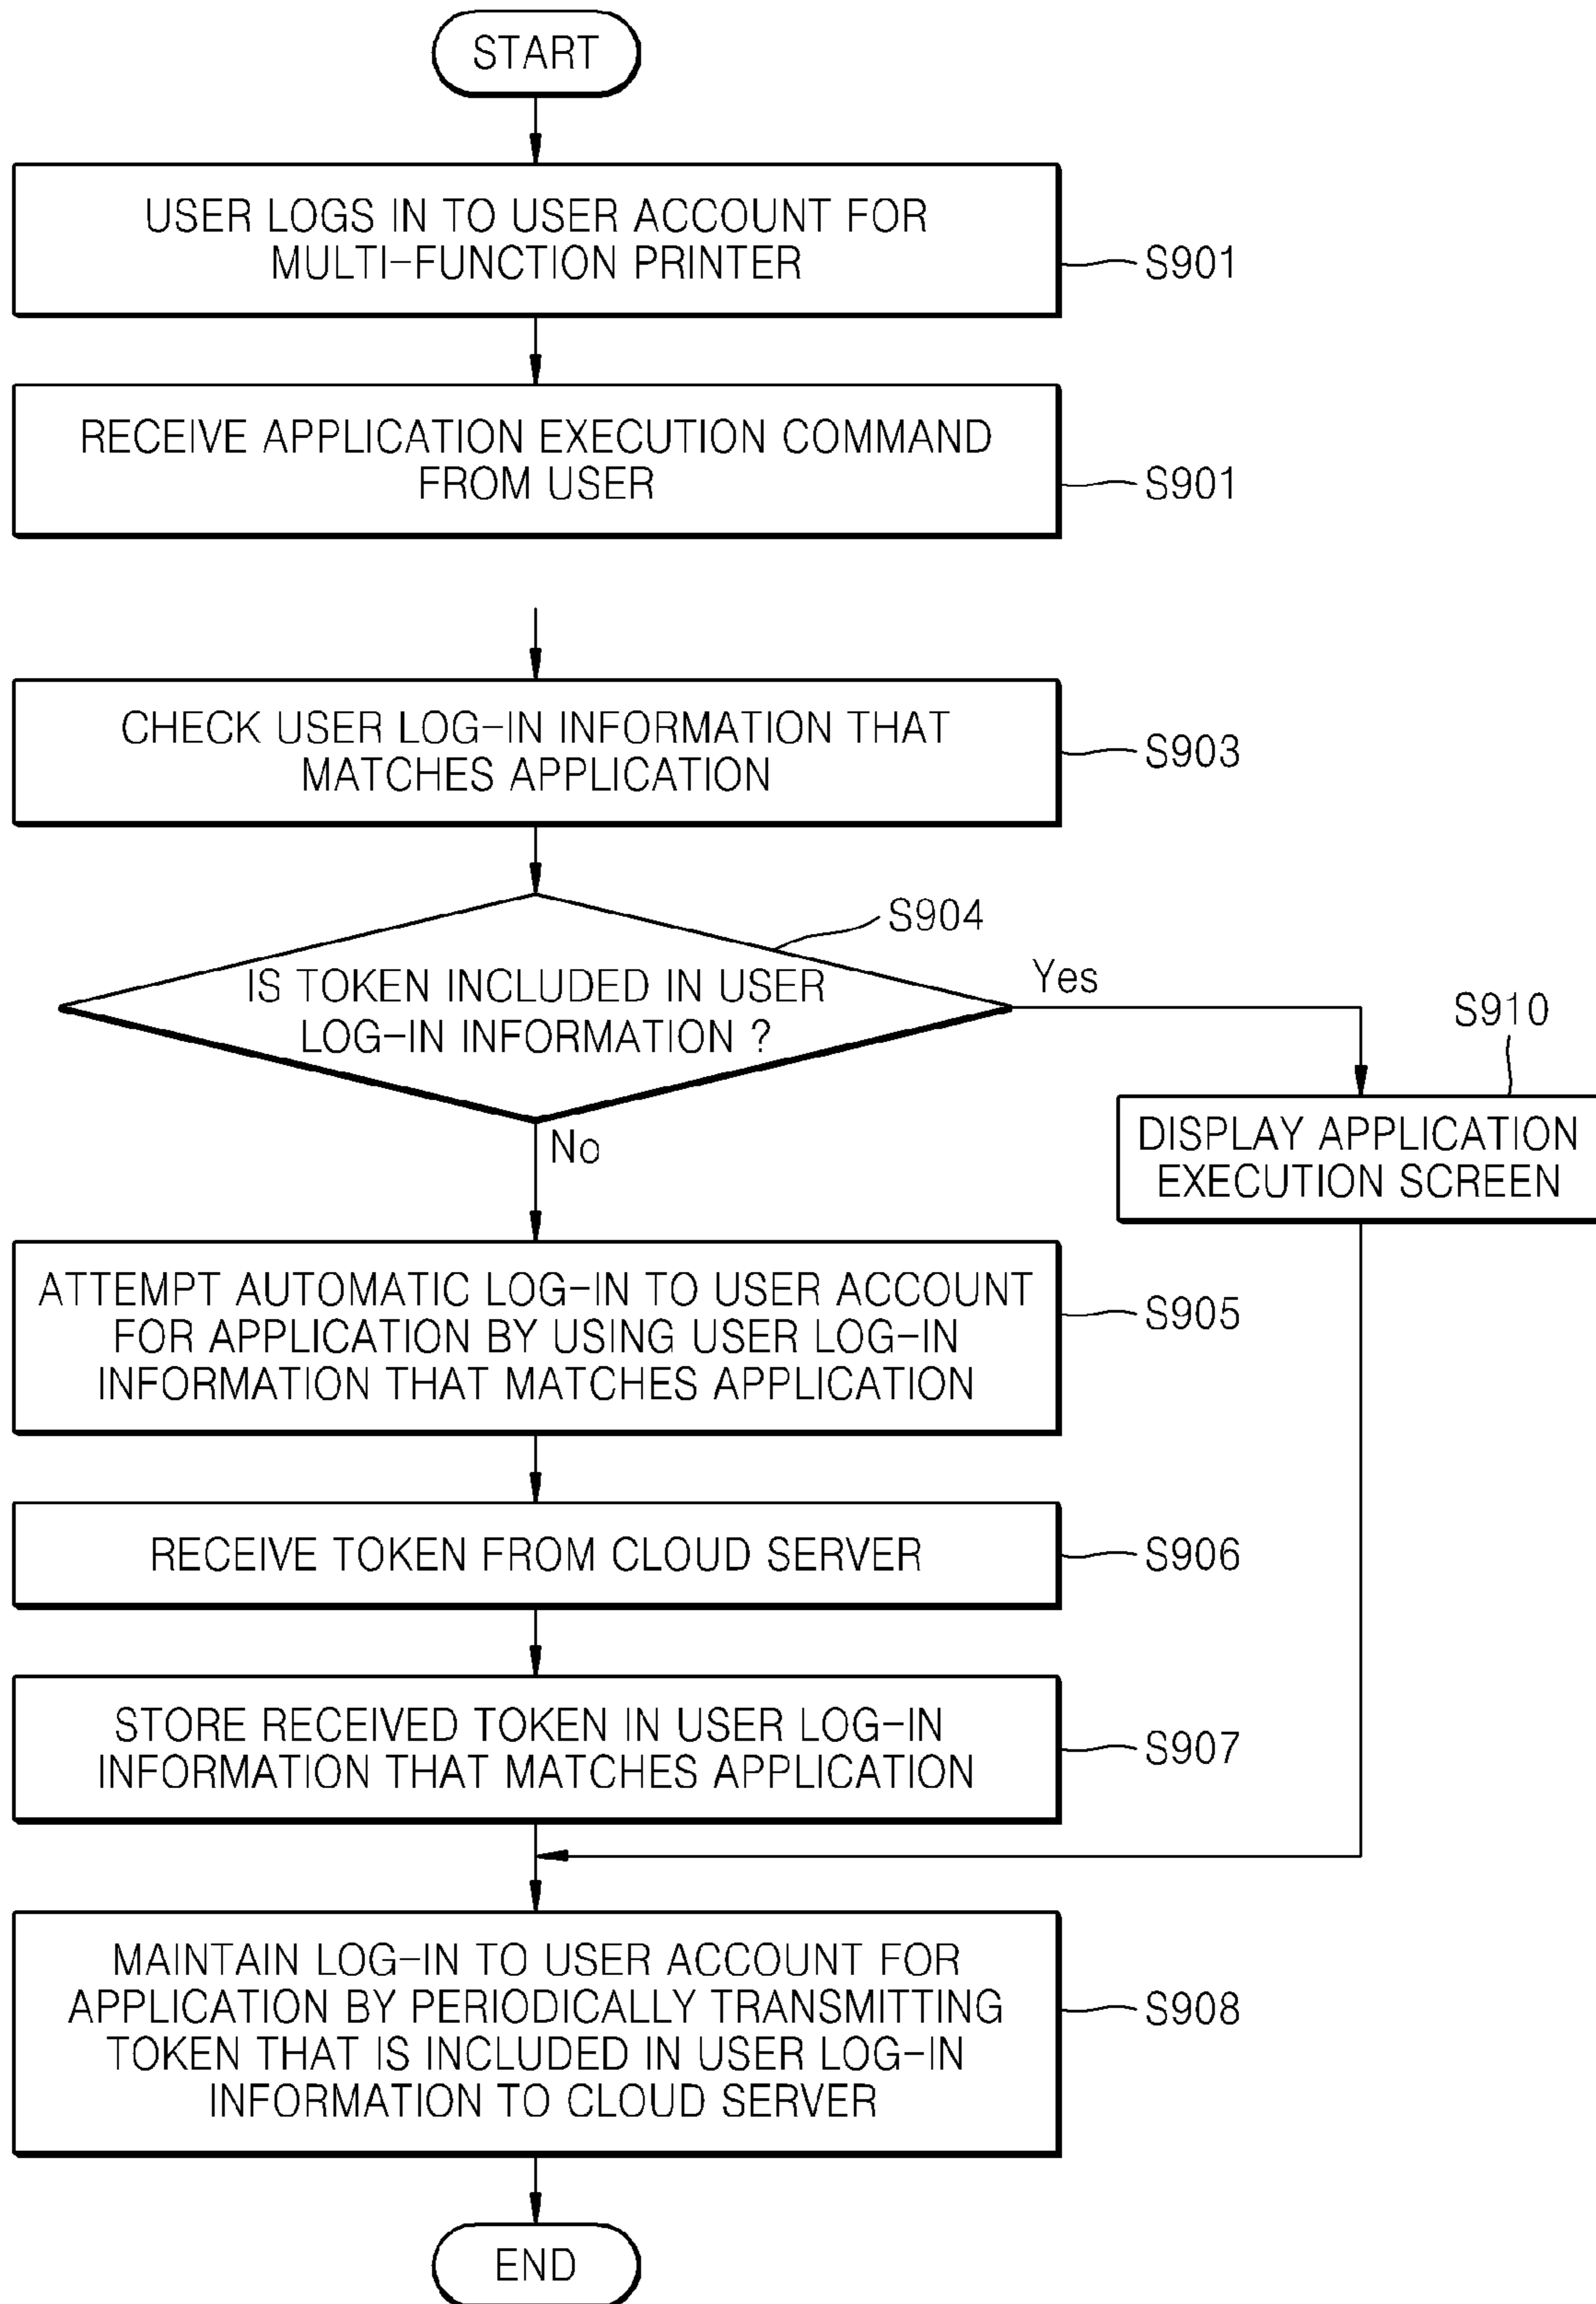 START
USER LOGS IN TO USER ACCOUNT FOR
MULTI-FUNCTION PRINTER
S901
RECEIVE APPLICATION EXECUTION COMMAND
FROM USER
S901
CHECK USER LOG-IN INFORMATION THAT
MATCHES APPLICATION
S903
S904
IS TOKEN INCLUDED IN USER
LOG-IN INFORMATION ?
Yes
No
S910
DISPLAY APPLICATION
EXECUTION SCREEN
ATTEMPT AUTOMATIC LOG-IN TO USER ACCOUNT
FOR APPLICATION BY USING USER LOG-IN
INFORMATION THAT MATCHES APPLICATION
S905
RECEIVE TOKEN FROM CLOUD SERVER
S906
STORE RECEIVED TOKEN IN USER LOG-IN
INFORMATION THAT MATCHES APPLICATION
S907
MAINTAIN LOG-IN TO USER ACCOUNT FOR
APPLICATION BY PERIODICALLY TRANSMITTING
TOKEN THAT IS INCLUDED IN USER LOG-IN
INFORMATION TO CLOUD SERVER
S908
END